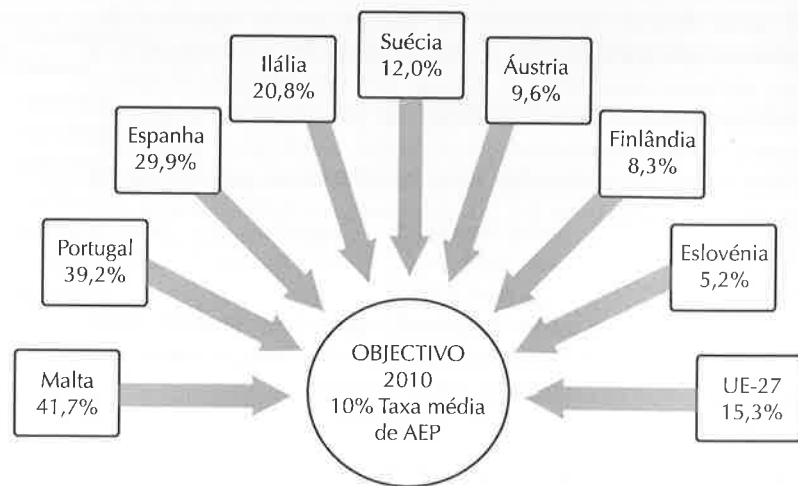 Suécia
12,0%
Ilália
20,8%
Áustria
9,6%
Espanha
29,9%
Finlândia
8,3%
Portugal
39,2%
Eslovénia
5,2%
Malta
41,7%
OBJECTIVO
2010
10% Taxa média
de AEP
UE-27
15,3%